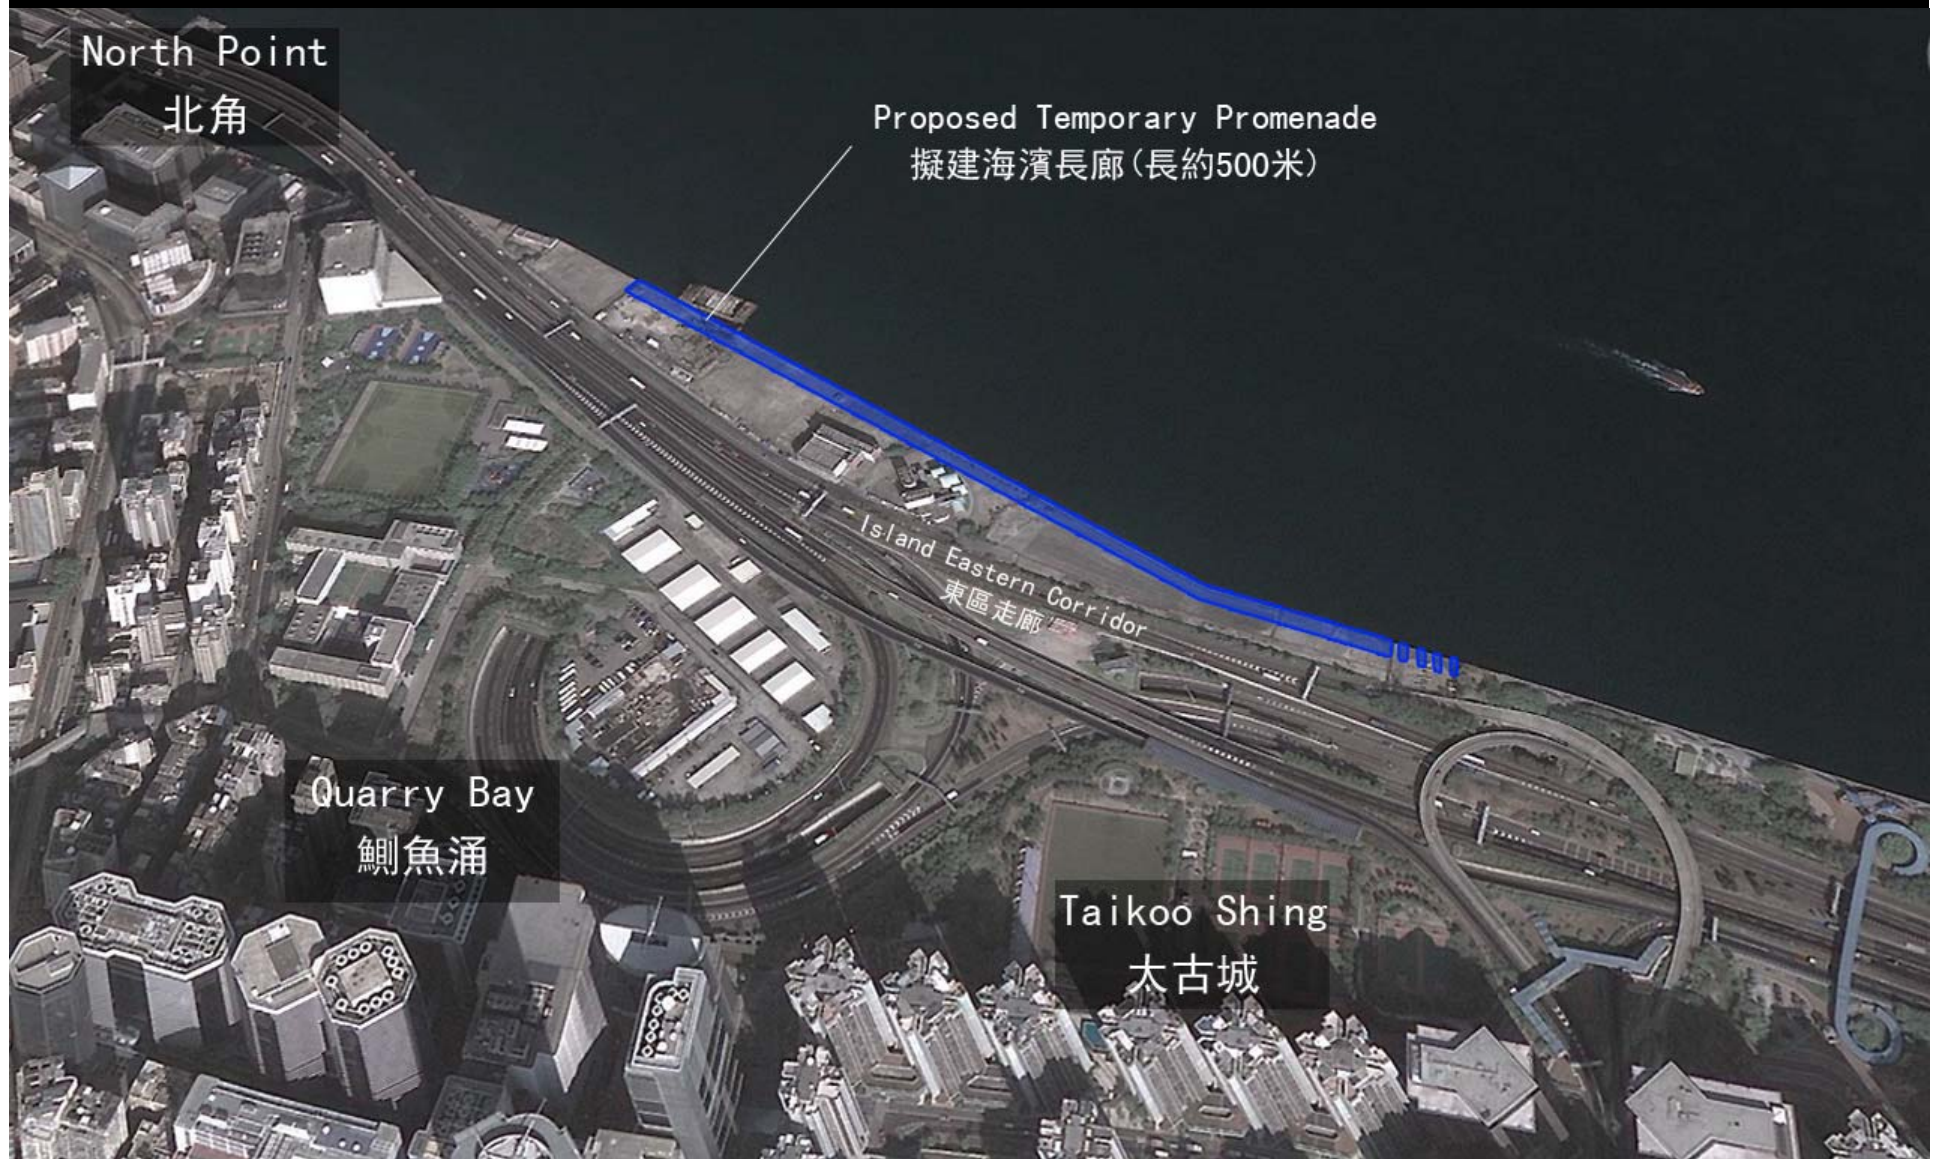 North Point
北角
Proposed Temporary Promenade
擬建海濱長廊(長約500米)
Island Eastern Corridor
東區走廊
Quarry Bay
鰂魚涌
Taikoo Shing
太古城